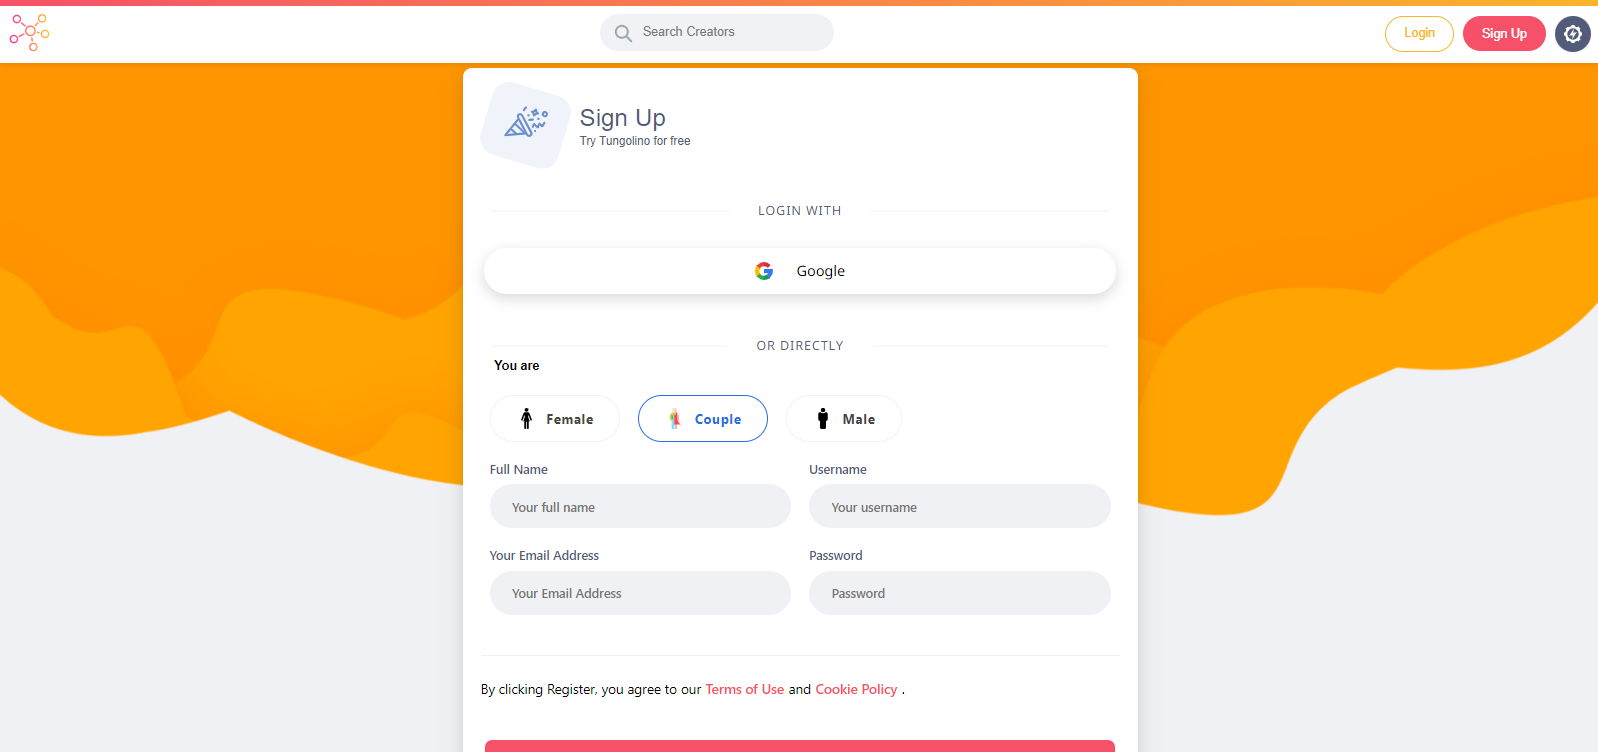 Search Creators
Login
Sign Up
Sign Up
Try Tungolino for free
LOGIN WITH
Google
OR DIRECTLY
You are
Female
Couple
Male
Full Name
Username
Your full name
Your username
Your Email Address
Password
Your Email Address
Password
By clicking Register, you agree to our Terms of Use and Cookie Policy .